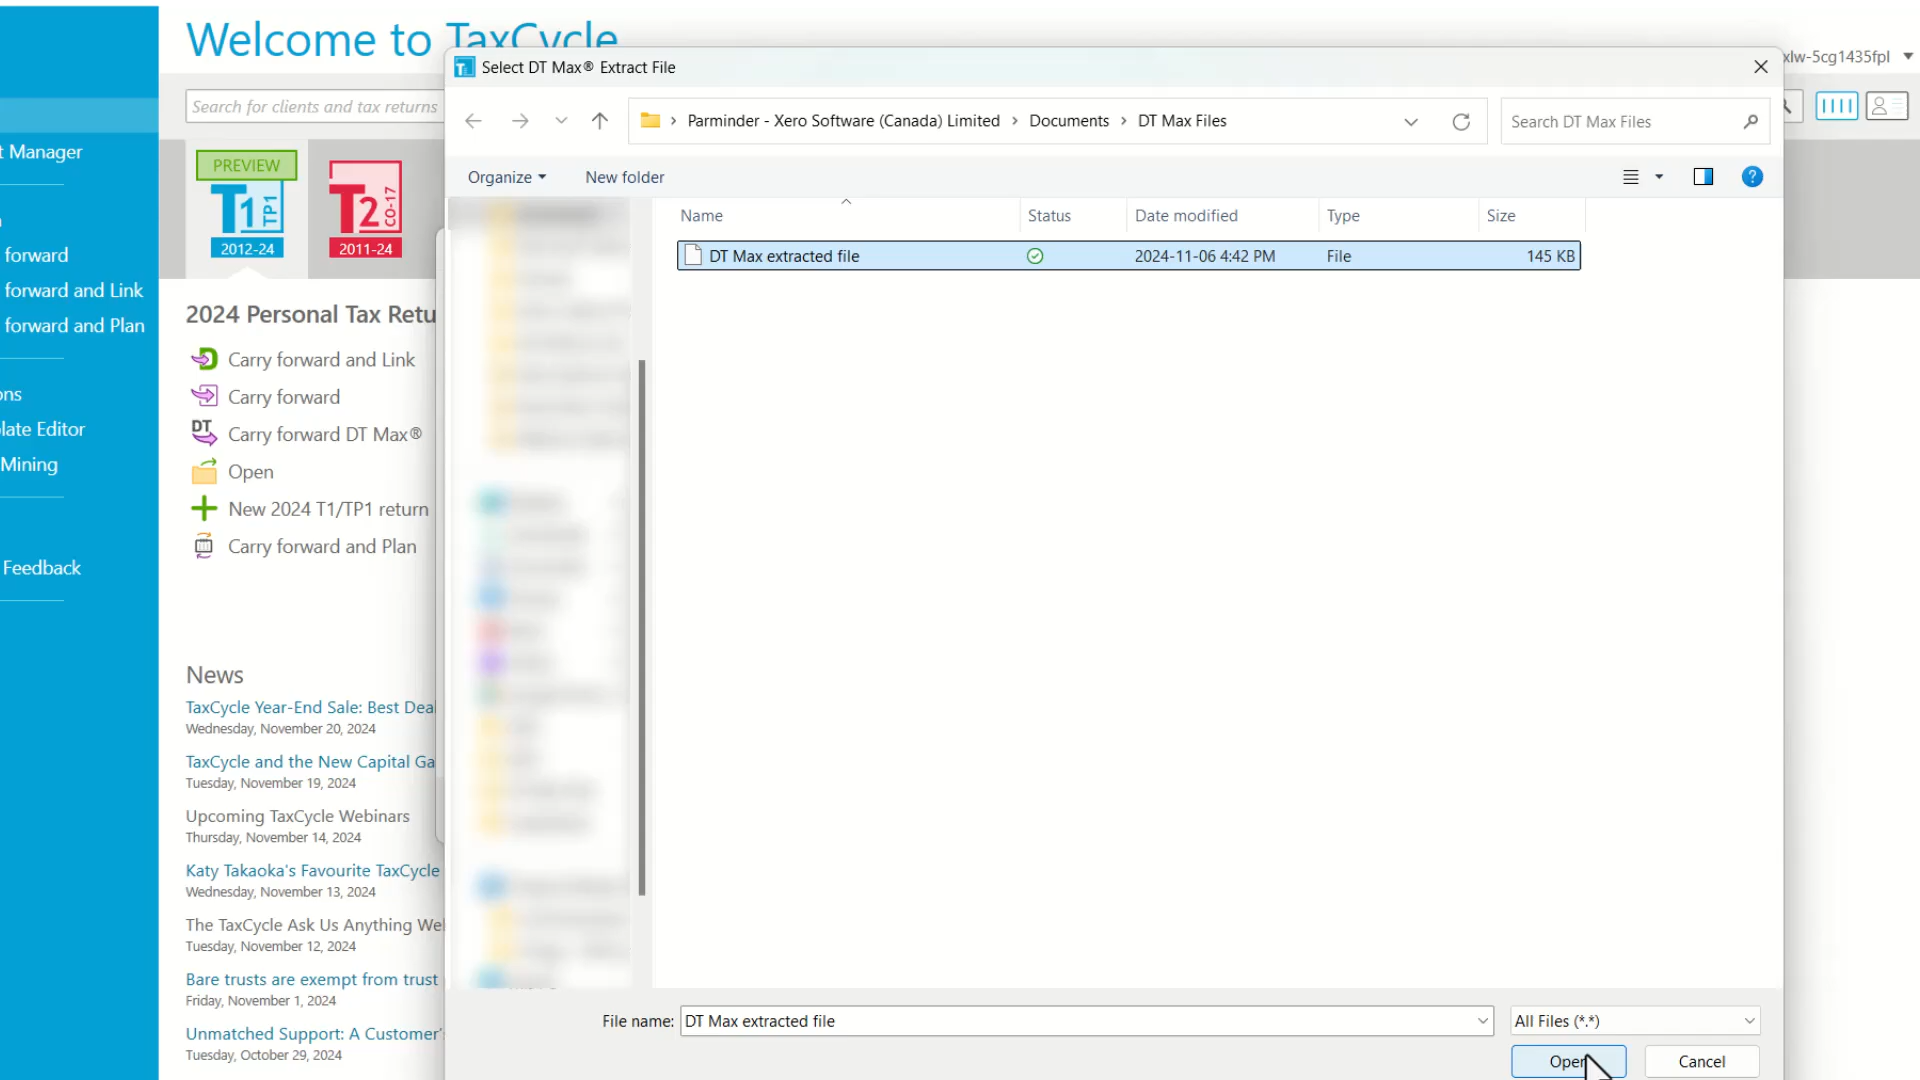 Welcome to TaxCycle
Select DT Max® Extract File
xlw-5cg1435fpl
Search for clients and tax returns
Parminder - Xero Software (Canada) Limited > Documents > DT Max Files
Search DT Max Files
Organize
New folder
t Manager
forward
forward and Link
forward and Plan
ons
late Editor
Mining
Feedback
PREVIEW
T1 TP1
2012-24
T2 CO-17
2011-24
2024 Personal Tax Retu
Carry forward and Link
Carry forward
Carry forward DT Max®
Open
New 2024 T1/TP1 return
Carry forward and Plan
News
TaxCycle Year-End Sale: Best Deal
Wednesday, November 20, 2024
TaxCycle and the New Capital Ga
Tuesday, November 19, 2024
Upcoming TaxCycle Webinars
Thursday, November 14, 2024
Katy Takaoka's Favourite TaxCycle
Wednesday, November 13, 2024
The TaxCycle Ask Us Anything We
Tuesday, November 12, 2024
Bare trusts are exempt from trust
Friday, November 1, 2024
Unmatched Support: A Customer's
Tuesday, October 29, 2024
Name Status Date modified Type Size
DT Max extracted file 2024-11-06 4:42 PM File 145 KB
File name: DT Max extracted file All Files (*.*)
Open Cancel